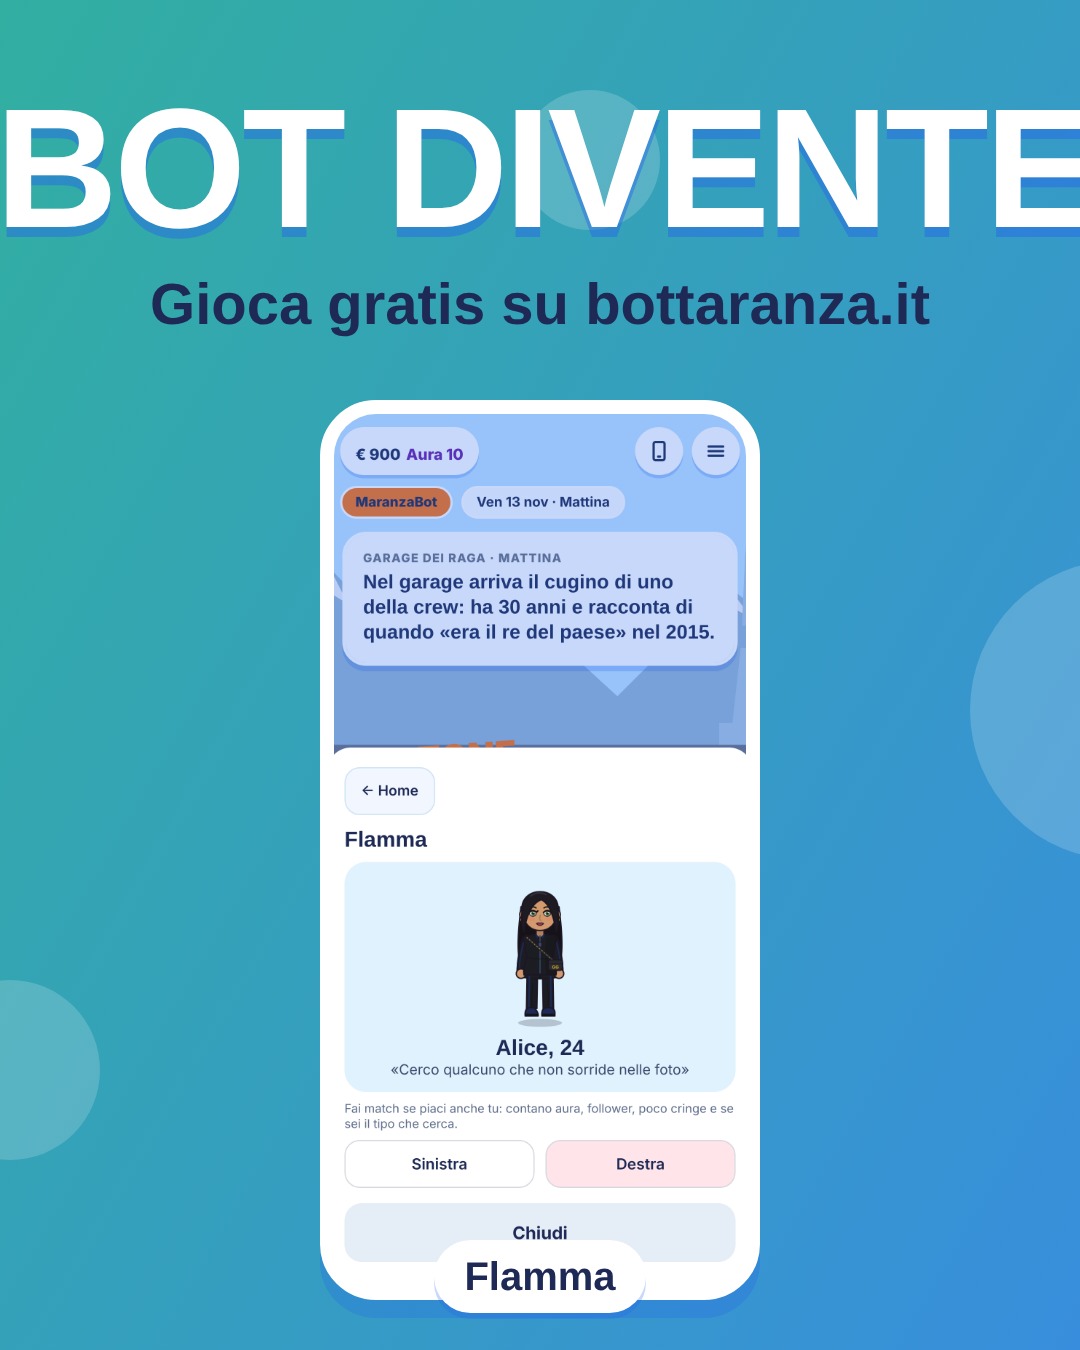 BOT DIVENTE
Gioca gratis su bottaranza.it
€ 900 Aura 10
MaranzaBot
Ven 13 nov · Mattina
GARAGE DEI RAGA · MATTINA
Nel garage arriva il cugino di uno
della crew: ha 30 anni e racconta di
quando «era il re del paese» nel 2015.
← Home
Flamma
Alice, 24
«Cerco qualcuno che non sorride nelle foto»
Fai match se piaci anche tu: contano aura, follower, poco cringe e se
sei il tipo che cerca.
Sinistra
Destra
Chiudi
Flamma